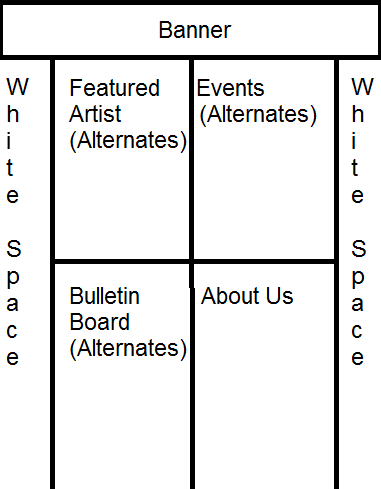 Banner
White Space
Featured
Artist
(Alternates)
Events
(Alternates)
White Space
Bulletin
Board
(Alternates)
About Us